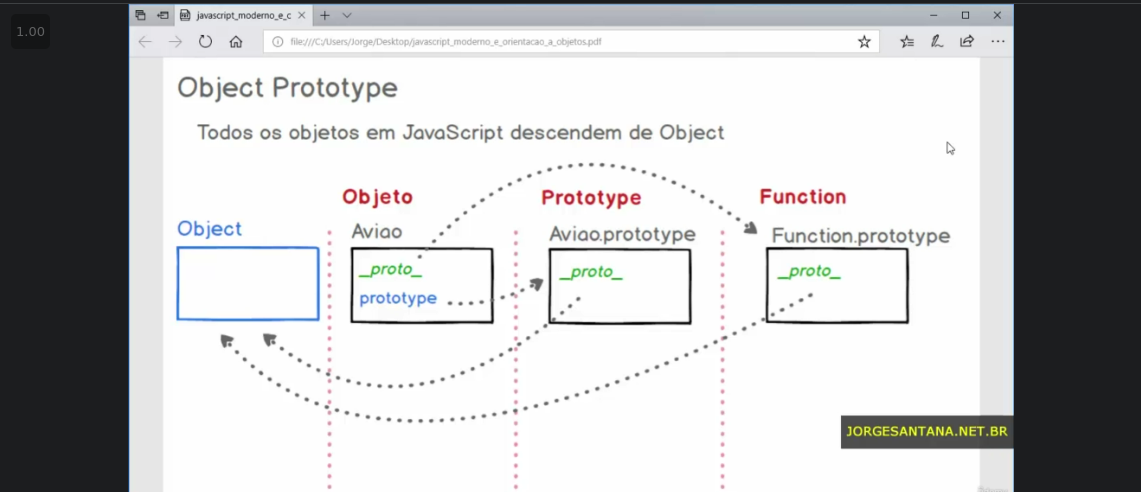 1.00
javascript_moderno_e_c
file:///C:/Users/Jorge/Desktop/javascript_moderno_e_orientacao_a_objetos.pdf
Object Prototype
Todos os objetos em JavaScript descendem de Object
Objeto
Prototype
Function
Object
Aviao
Aviao.prototype
Function.prototype
_proto_
_proto_
_proto_
prototype
JORGESANTANA.NET.BR